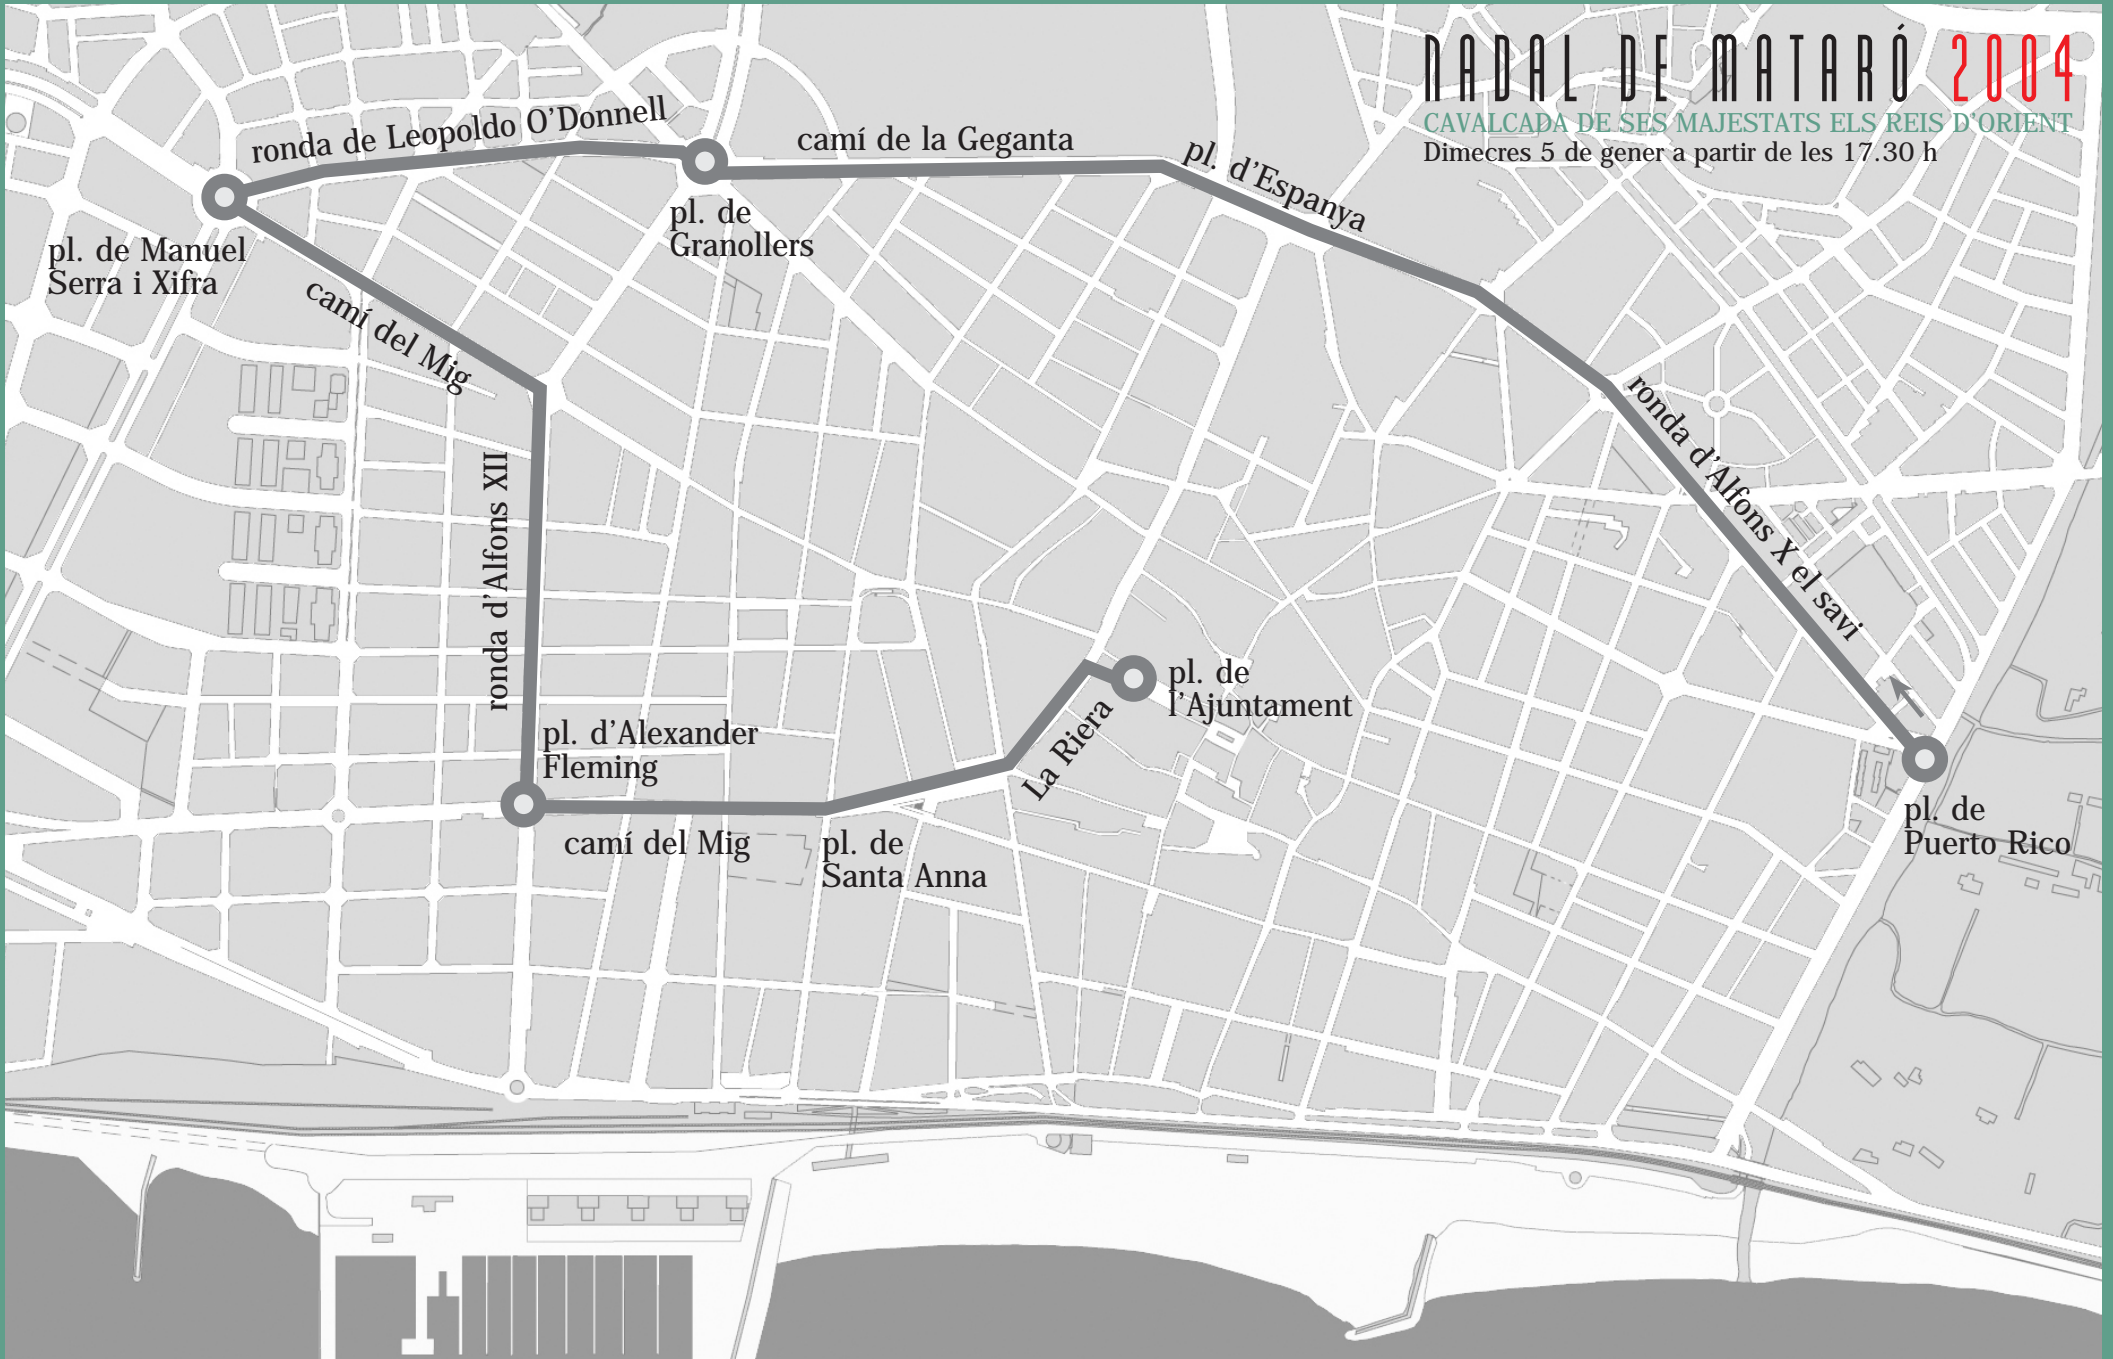 NADAL DE MATARÓ 2004
CAVALCADA DE SES MAJESTATS ELS REIS D'ORIENT
Dimecres 5 de gener a partir de les 17.30 h
ronda de Leopoldo O'Donnell
camí de la Geganta
pl. d'Espanya
pl. de
Granollers
pl. de Manuel
Serra i Xifra
camí del Mig
ronda d'Alfons X el savi
ronda d'Alfons XII
pl. de
l'Ajuntament
La Riera
pl. d'Alexander
Fleming
camí del Mig
pl. de
Santa Anna
pl. de
Puerto Rico